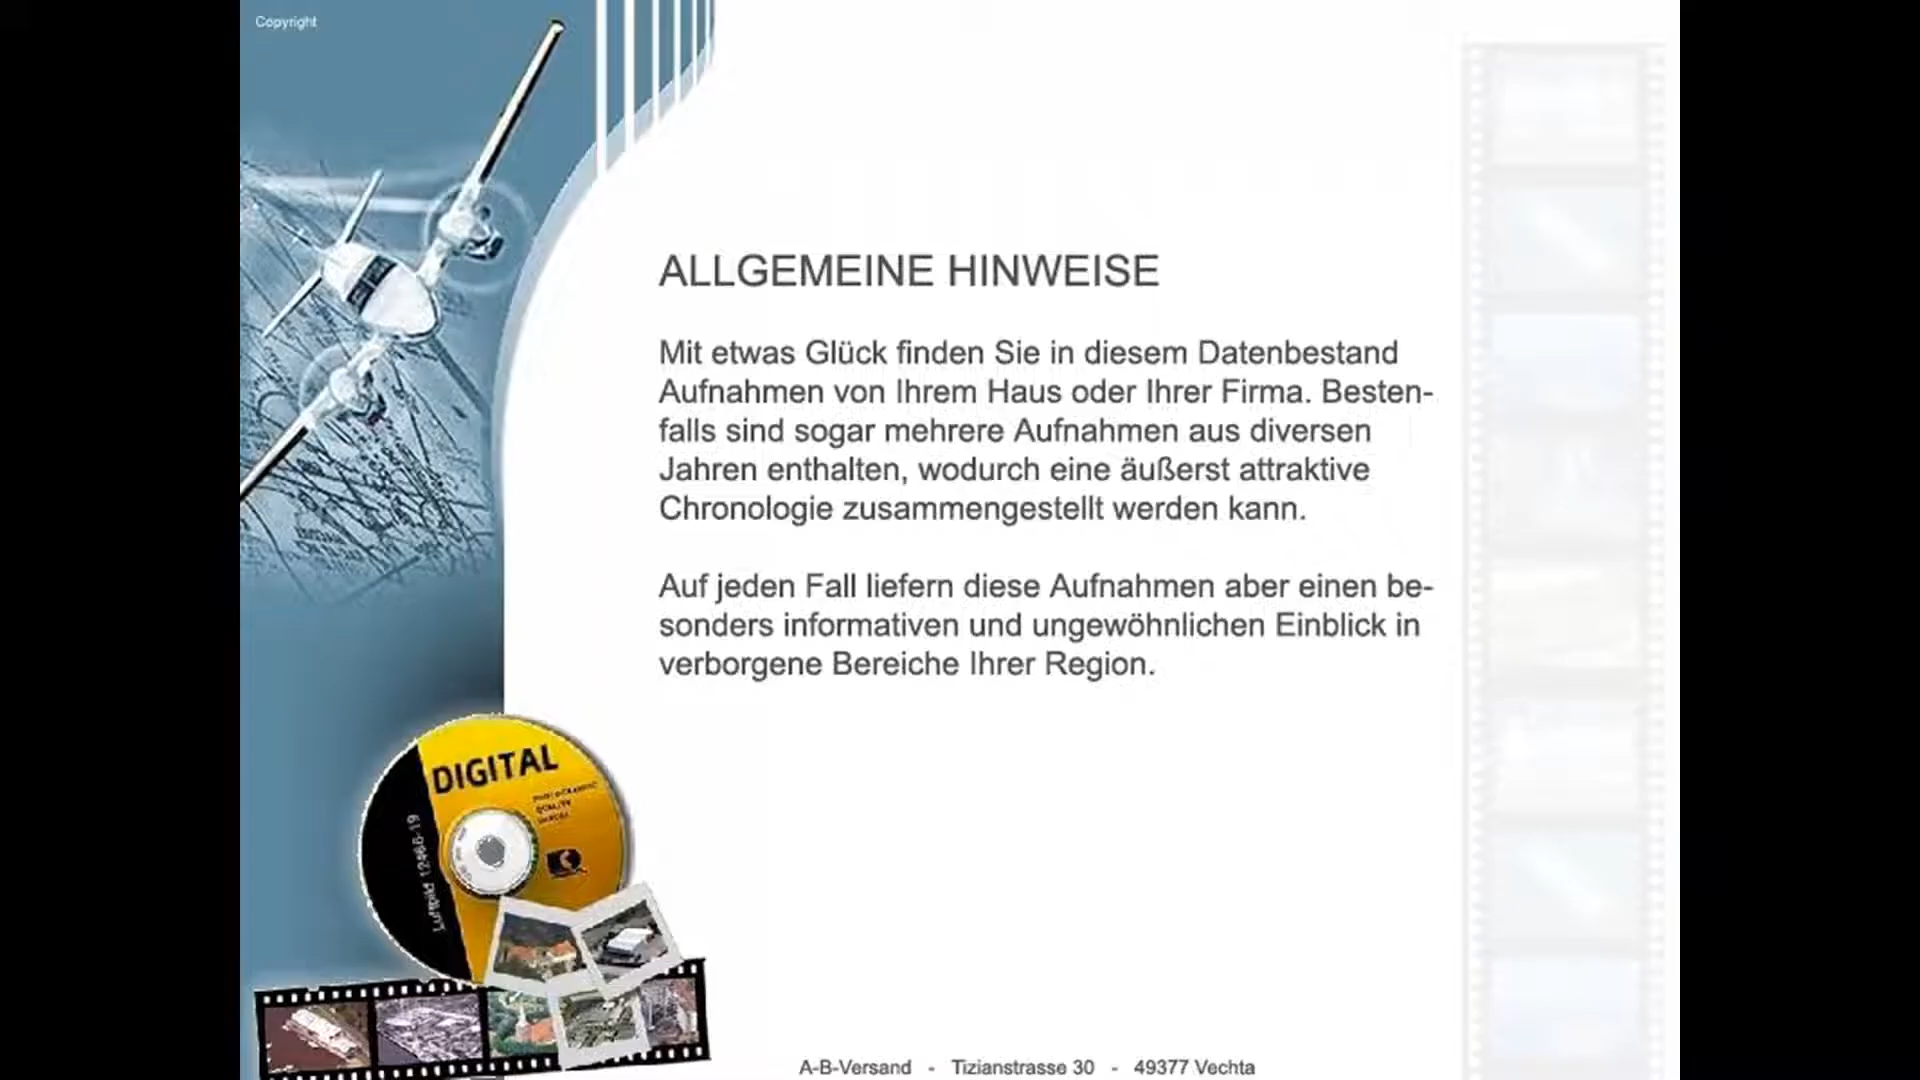 Copyright
ALLGEMEINE HINWEISE
Mit etwas Glück finden Sie in diesem Datenbestand
Aufnahmen von Ihrem Haus oder Ihrer Firma. Besten-
falls sind sogar mehrere Aufnahmen aus diversen
Jahren enthalten, wodurch eine äußerst attraktive
Chronologie zusammengestellt werden kann.
Auf jeden Fall liefern diese Aufnahmen aber einen be-
sonders informativen und ungewöhnlichen Einblick in
verborgene Bereiche Ihrer Region.
DIGITAL
A-B-Versand - Tizianstrasse 30 - 49377 Vechta